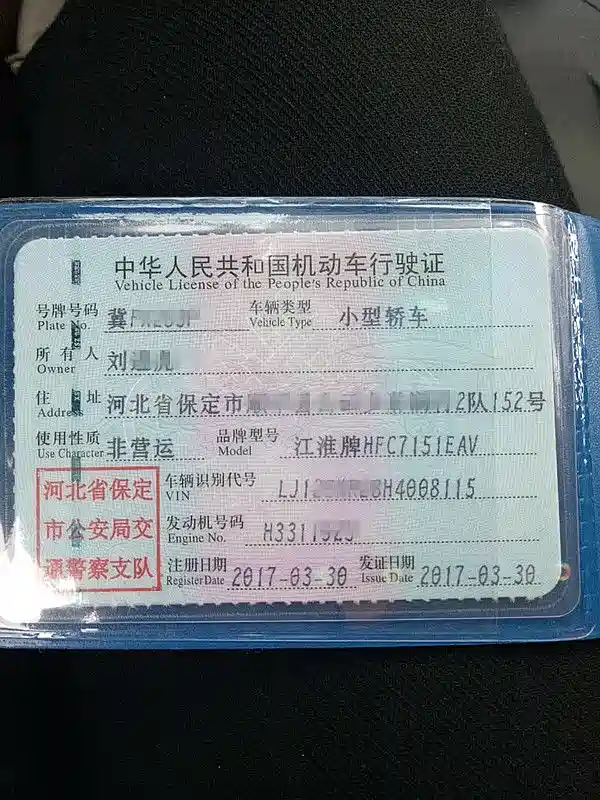 中华人民共和国机动车行驶证
Vehicle License of the People's Republic of China
号牌号码 冀 车辆类型 小型轿车
Plate No. Vehicle Type
所有人 刘
Owner
住址 河北省保定市 2队152号
Address
使用性质 非营运 品牌型号 江淮牌HFC7151EAV
Use Character Model
河北省保定 车辆识别代号 LJ12 H4008115
VIN
市公安局交 发动机号码 H331
Engine No.
通警察支队 注册日期 2017-03-30 发证日期 2017-03-30
Register Date Issue Date